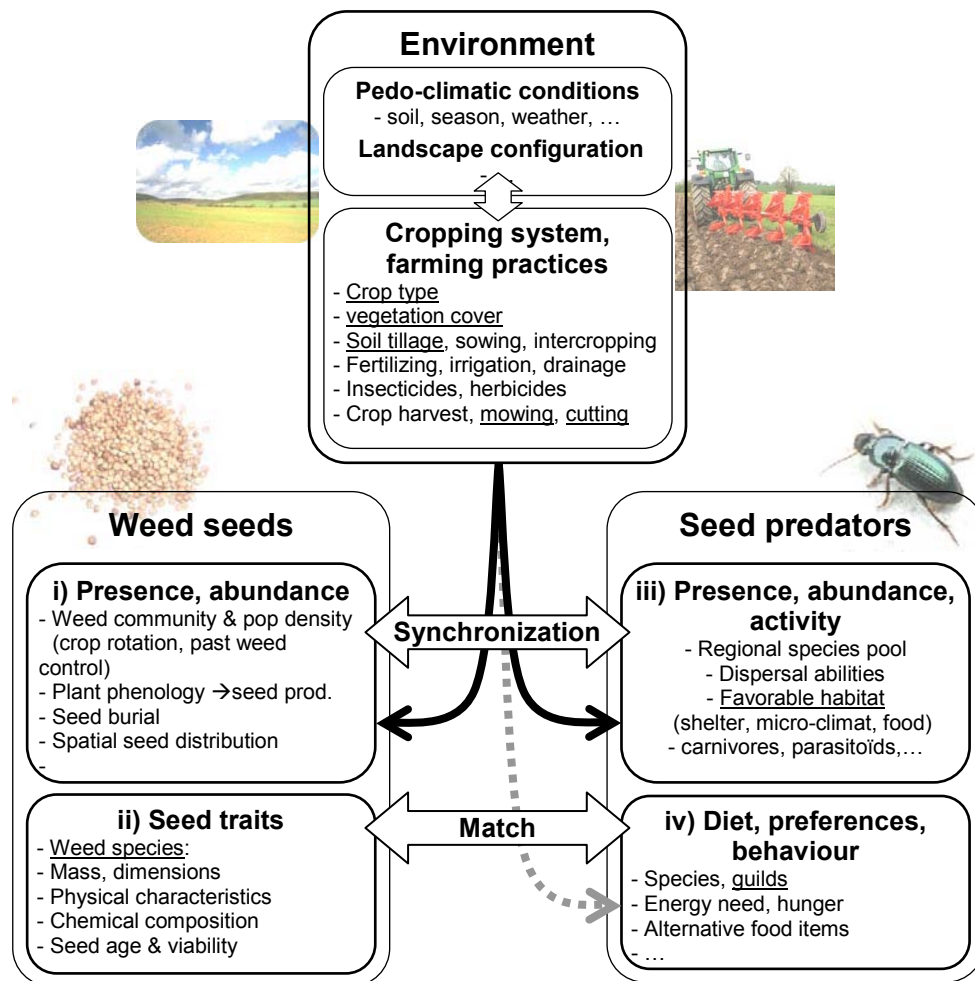 Environment
Pedo-climatic conditions
- soil, season, weather, …
Landscape configuration
- …
Cropping system,
farming practices
- Crop type
- vegetation cover
- Soil tillage, sowing, intercropping
- Fertilizing, irrigation, drainage
- Insecticides, herbicides
- Crop harvest, mowing, cutting
Weed seeds
i) Presence, abundance
- Weed community & pop density
(crop rotation, past weed
control)
- Plant phenology →seed prod.
- Seed burial
- Spatial seed distribution
-
ii) Seed traits
- Weed species:
- Mass, dimensions
- Physical characteristics
- Chemical composition
- Seed age & viability
Synchronization
Match
Seed predators
iii) Presence, abundance,
activity
- Regional species pool
- Dispersal abilities
- Favorable habitat
(shelter, micro-climat, food)
- carnivores, parasitoïds,…
iv) Diet, preferences,
behaviour
- Species, guilds
- Energy need, hunger
- Alternative food items
- …